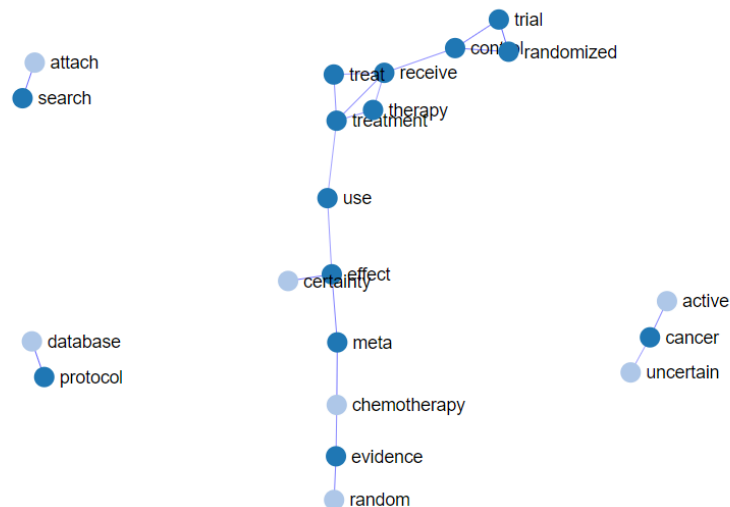 trial
control
randomized
attach
receive
treat
search
therapy
treatment
use
effect
certainty
active
database
meta
cancer
protocol
uncertain
chemotherapy
evidence
random